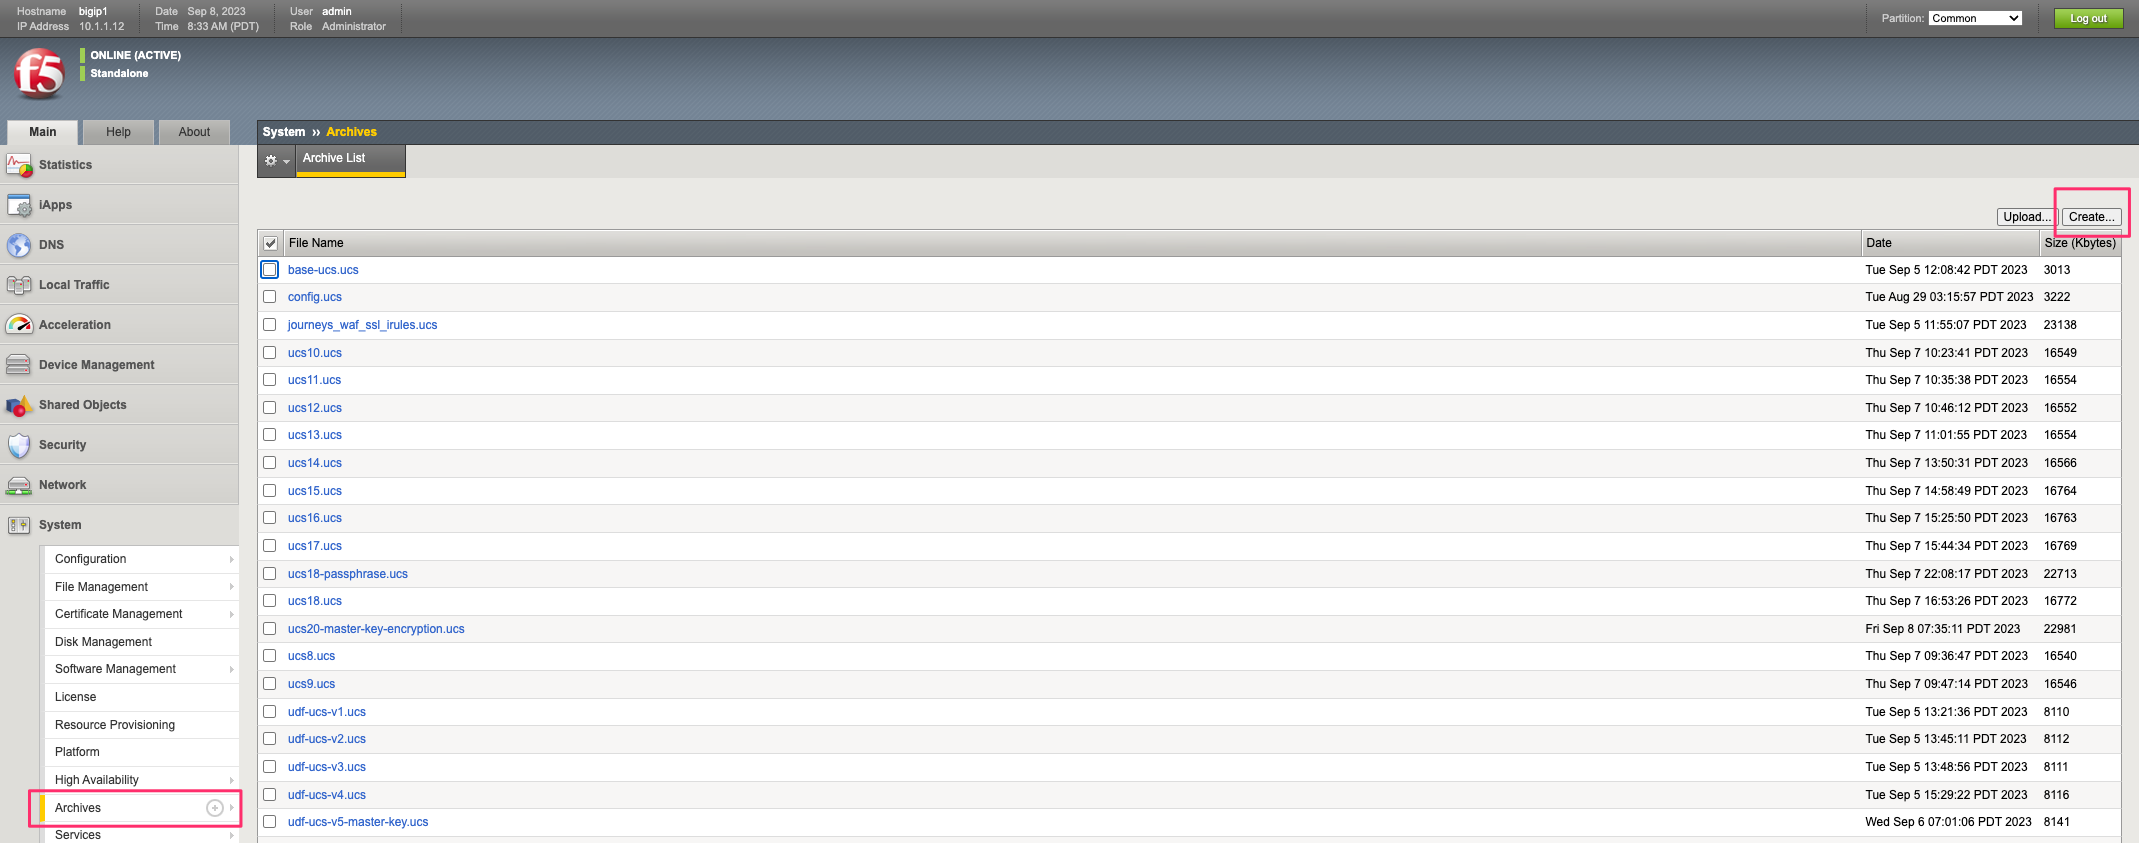 Hostname bigip1 Date Sep 8, 2023 User admin
IP Address 10.1.1.12 Time 8:33 AM (PDT) Role Administrator
Partition: Common Log out
f5
ONLINE (ACTIVE)
Standalone
Main Help About
System ›› Archives
Archive List
Statistics
iApps
DNS
Local Traffic
Acceleration
Device Management
Shared Objects
Security
Network
System
Configuration
File Management
Certificate Management
Disk Management
Software Management
License
Resource Provisioning
Platform
High Availability
Archives
Services
Upload... Create...
File Name Date Size (Kbytes)
base-ucs.ucs Tue Sep 5 12:08:42 PDT 2023 3013
config.ucs Tue Aug 29 03:15:57 PDT 2023 3222
journeys_waf_ssl_irules.ucs Tue Sep 5 11:55:07 PDT 2023 23138
ucs10.ucs Thu Sep 7 10:23:41 PDT 2023 16549
ucs11.ucs Thu Sep 7 10:35:38 PDT 2023 16554
ucs12.ucs Thu Sep 7 10:46:12 PDT 2023 16552
ucs13.ucs Thu Sep 7 11:01:55 PDT 2023 16554
ucs14.ucs Thu Sep 7 13:50:31 PDT 2023 16566
ucs15.ucs Thu Sep 7 14:58:49 PDT 2023 16764
ucs16.ucs Thu Sep 7 15:25:50 PDT 2023 16763
ucs17.ucs Thu Sep 7 15:44:34 PDT 2023 16769
ucs18-passphrase.ucs Thu Sep 7 22:08:17 PDT 2023 22713
ucs18.ucs Thu Sep 7 16:53:26 PDT 2023 16772
ucs20-master-key-encryption.ucs Fri Sep 8 07:35:11 PDT 2023 22981
ucs8.ucs Thu Sep 7 09:36:47 PDT 2023 16540
ucs9.ucs Thu Sep 7 09:47:14 PDT 2023 16546
udf-ucs-v1.ucs Tue Sep 5 13:21:36 PDT 2023 8110
udf-ucs-v2.ucs Tue Sep 5 13:45:11 PDT 2023 8112
udf-ucs-v3.ucs Tue Sep 5 13:48:56 PDT 2023 8111
udf-ucs-v4.ucs Tue Sep 5 15:29:22 PDT 2023 8116
udf-ucs-v5-master-key.ucs Wed Sep 6 07:01:06 PDT 2023 8141